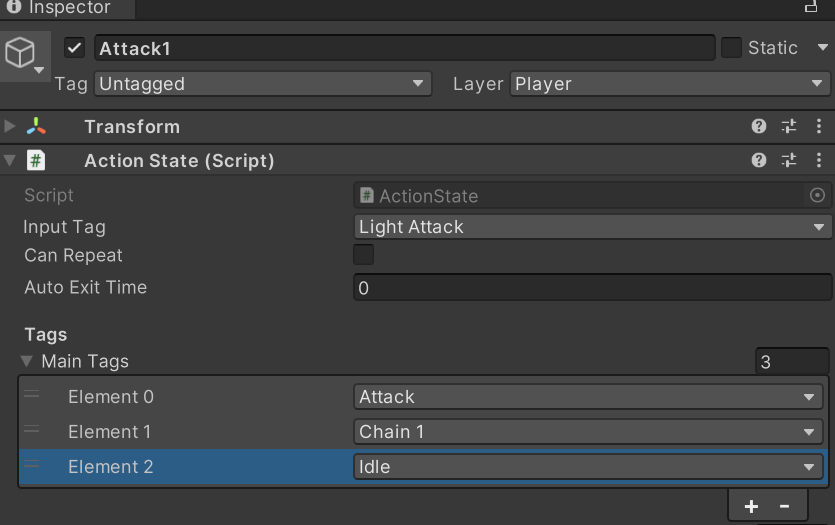 Inspector
Attack1 Static
Tag Untagged Layer Player
Transform
# Action State (Script)
Script # ActionState
Input Tag Light Attack
Can Repeat
Auto Exit Time 0
Tags
Main Tags 3
Element 0 Attack
Element 1 Chain 1
Element 2 Idle
+ -